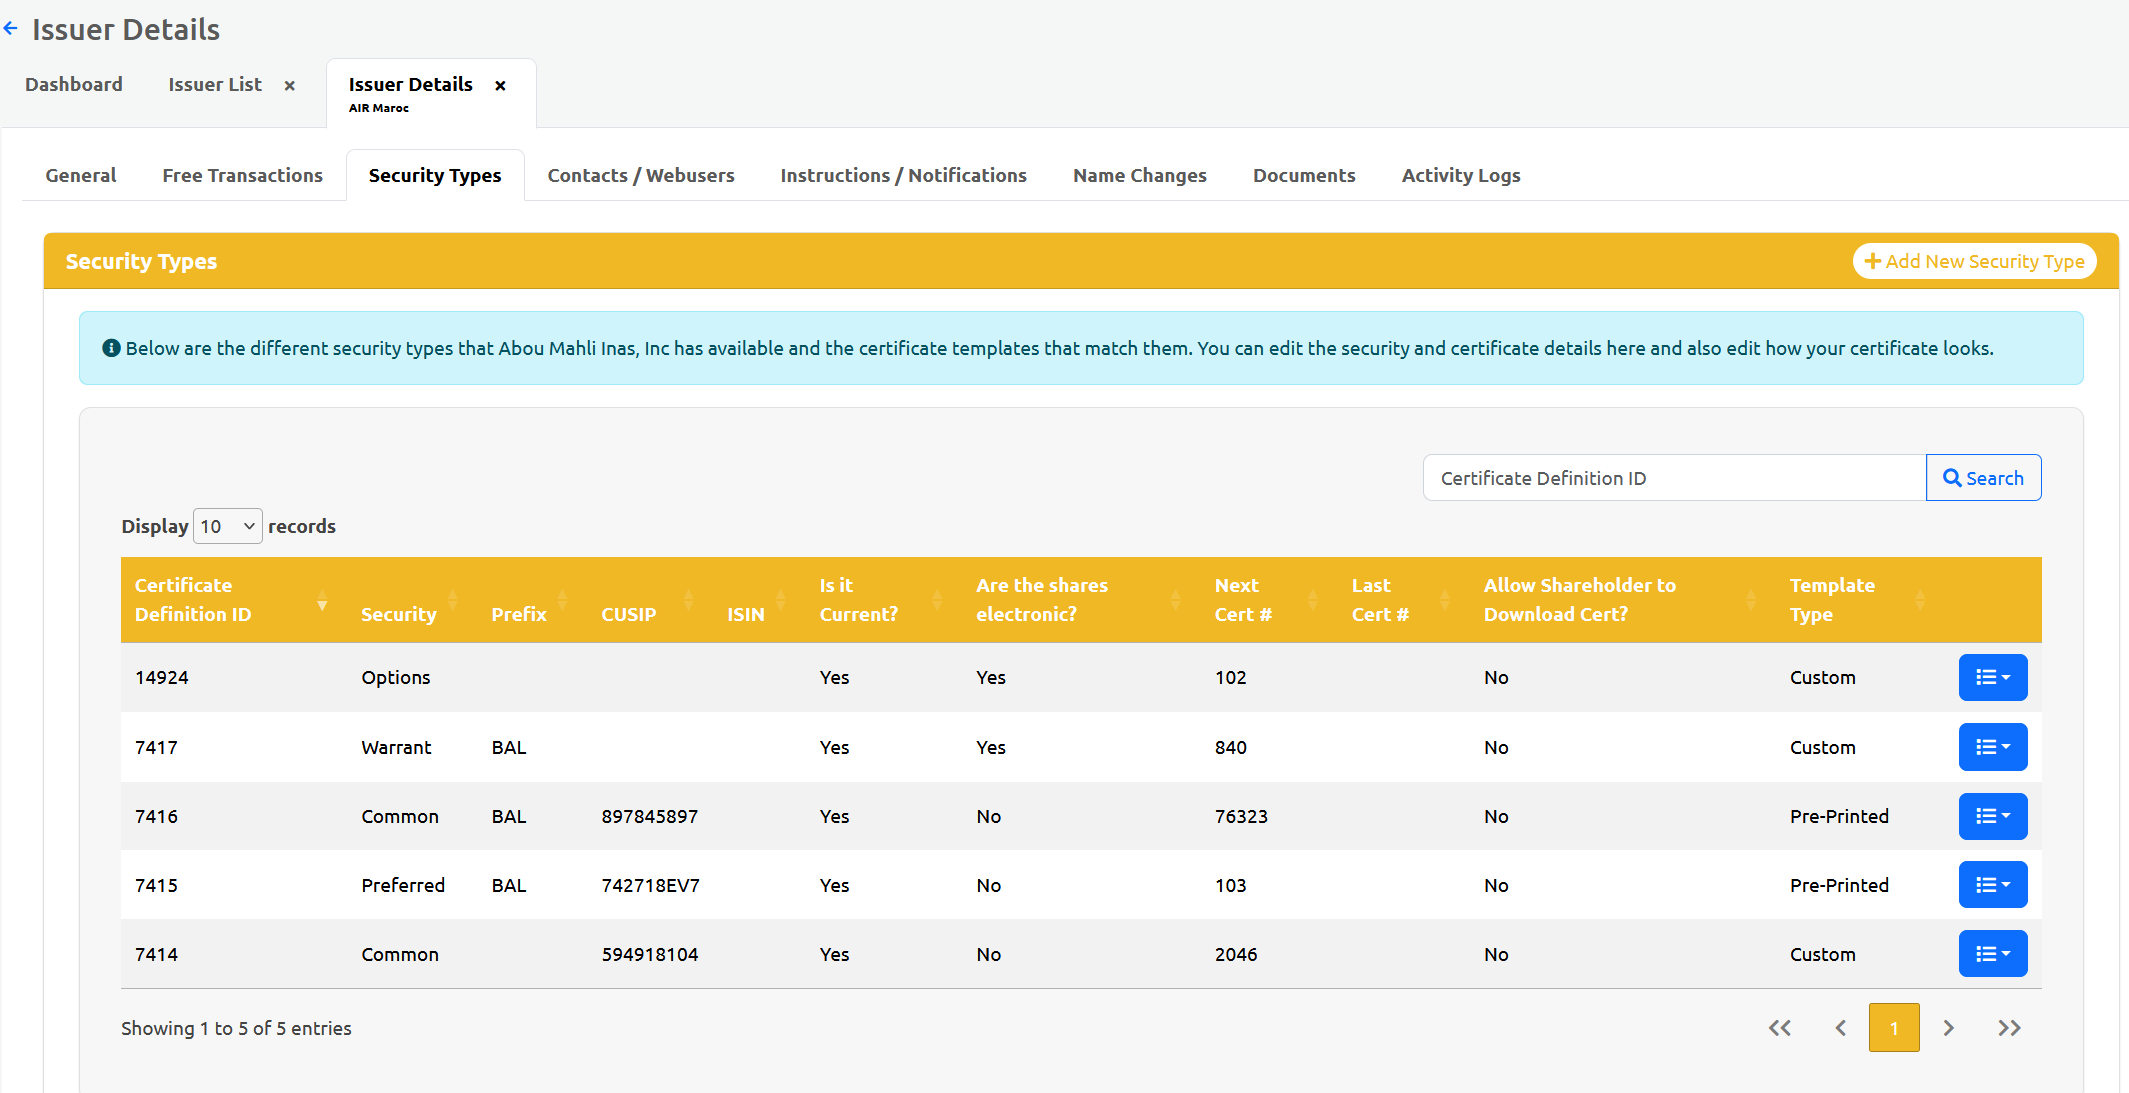 Issuer Details
Dashboard Issuer List × Issuer Details ×
AIR Maroc
General Free Transactions Security Types Contacts / Webusers Instructions / Notifications Name Changes Documents Activity Logs
Security Types + Add New Security Type
Below are the different security types that Abou Mahli Inas, Inc has available and the certificate templates that match them. You can edit the security and certificate details here and also edit how your certificate looks.
Certificate Definition ID Search
Display 10 records
Certificate Definition ID Security Prefix CUSIP ISIN Is it Current? Are the shares electronic? Next Cert # Last Cert # Allow Shareholder to Download Cert? Template Type
14924 Options Yes Yes 102 No Custom
7417 Warrant BAL Yes Yes 840 No Custom
7416 Common BAL 897845897 Yes No 76323 No Pre-Printed
7415 Preferred BAL 742718EV7 Yes No 103 No Pre-Printed
7414 Common 594918104 Yes No 2046 No Custom
Showing 1 to 5 of 5 entries
1